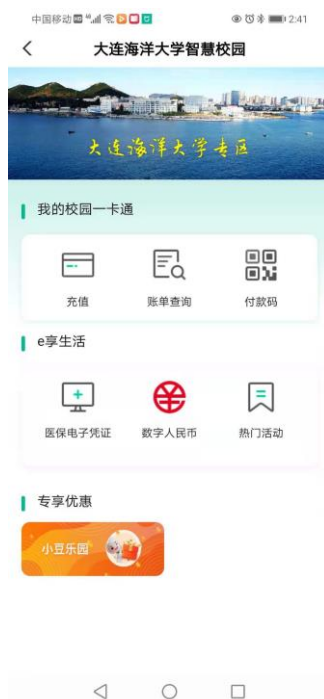 中国移动 2:41
大连海洋大学智慧校园
大连海洋大学专区
我的校园一卡通
充值 账单查询 付款码
e享生活
医保电子凭证 数字人民币 热门活动
专享优惠
小豆乐园